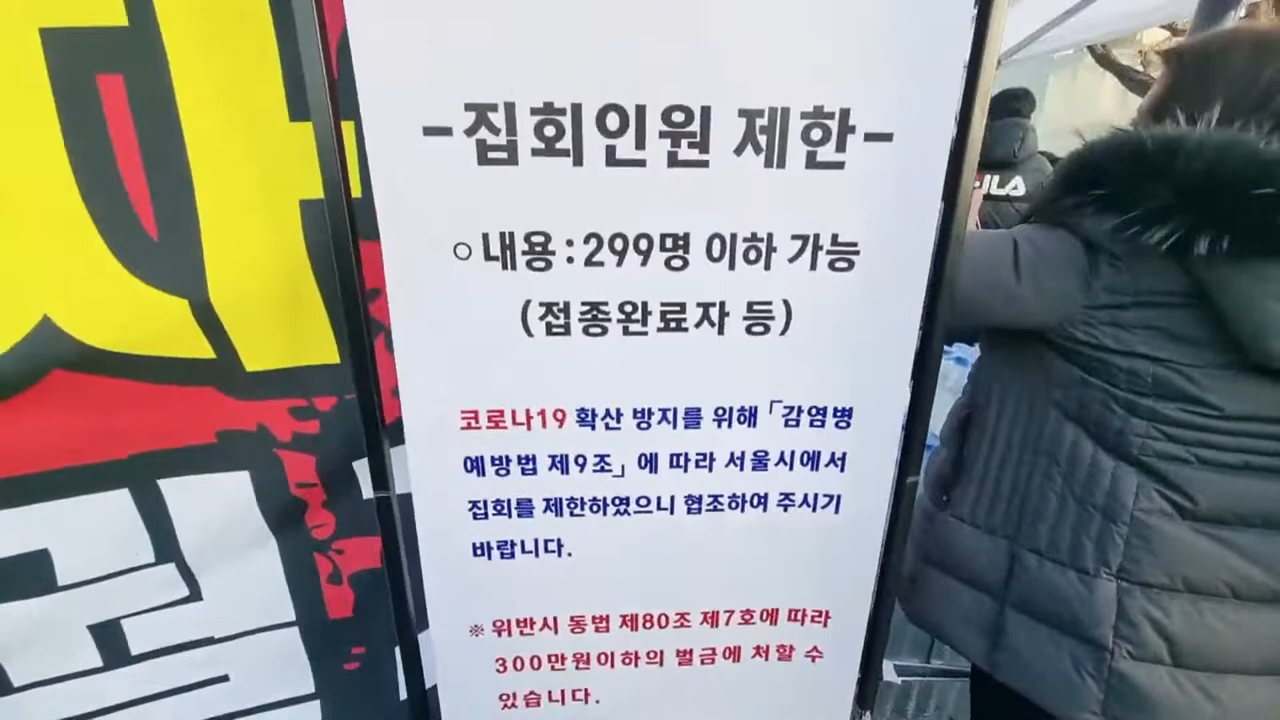 -집회인원 제한-
○내용:299명 이하 가능
(접종완료자 등)
코로나19 확산 방지를 위해 「감염병
예방법 제9조」에 따라 서울시에서
집회를 제한하였으니 협조하여 주시기
바랍니다.
※ 위반시 동법 제80조 제7호에 따라
300만원이하의 벌금에 처할 수
있습니다.